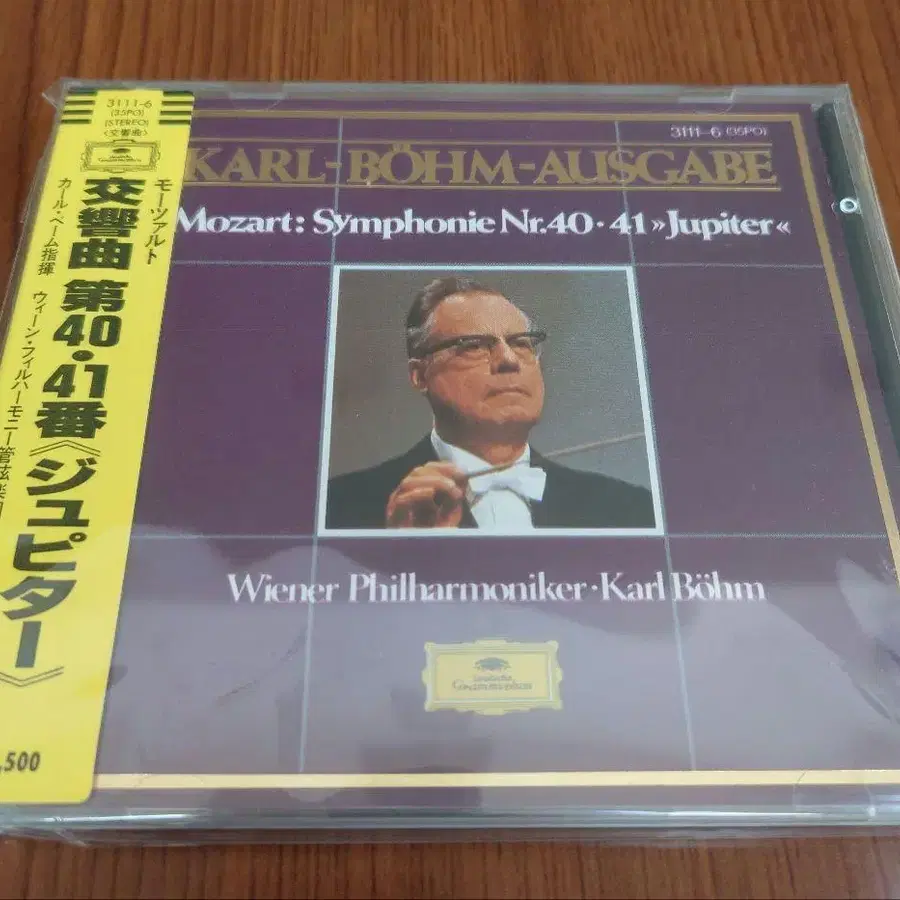 3111-6
(35PO)
(STEREO)
〈交響曲〉
モーツァルト
交響曲 第40・41番《ジュピター》
カール・ベーム指揮 ウィーン・フィルハーモニー管弦楽
,500
3111-6 (35PO)
KARL-BÖHM-AUSGABE
Mozart: Symphonie Nr.40・41 »Jupiter«
Wiener Philharmoniker・Karl Böhm
Deutsche
Grammophon